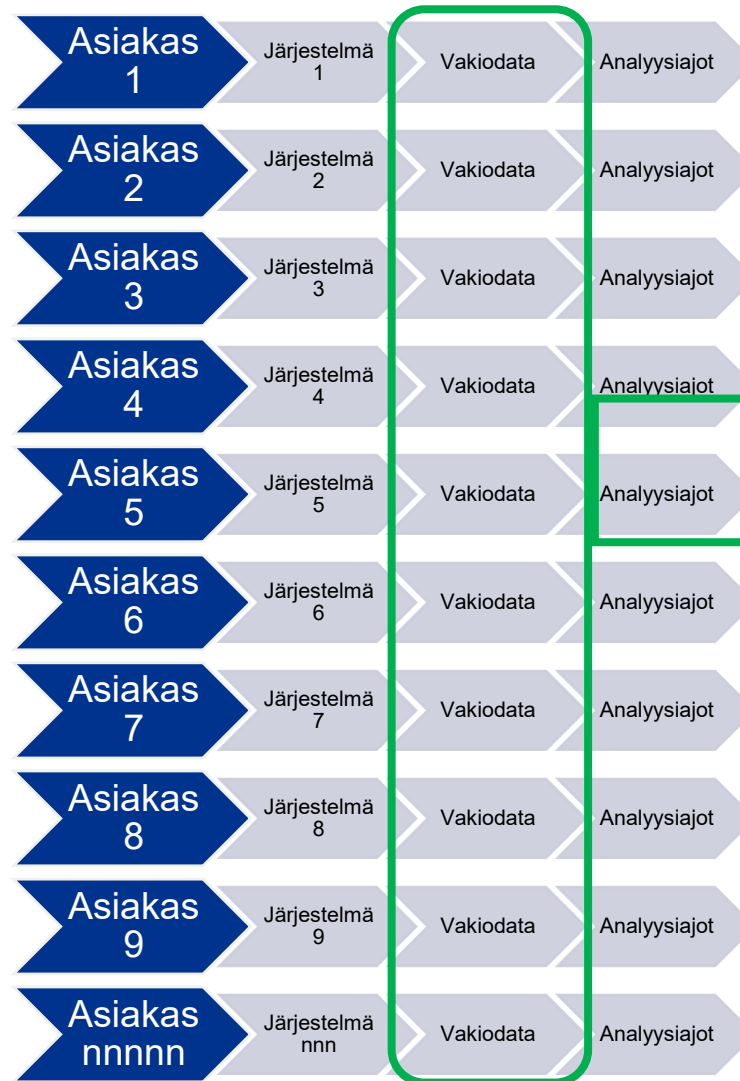 Asiakas
1
Järjestelmä
1
Vakiodata
Analyysiajot
Asiakas
2
Järjestelmä
2
Vakiodata
Analyysiajot
Asiakas
3
Järjestelmä
3
Vakiodata
Analyysiajot
Asiakas
4
Järjestelmä
4
Vakiodata
Analyysiajot
Asiakas
5
Järjestelmä
5
Vakiodata
Analyysiajot
Asiakas
6
Järjestelmä
6
Vakiodata
Analyysiajot
Asiakas
7
Järjestelmä
7
Vakiodata
Analyysiajot
Asiakas
8
Järjestelmä
8
Vakiodata
Analyysiajot
Asiakas
9
Järjestelmä
9
Vakiodata
Analyysiajot
Asiakas
nnnnn
Järjestelmä
nnn
Vakiodata
Analyysiajot